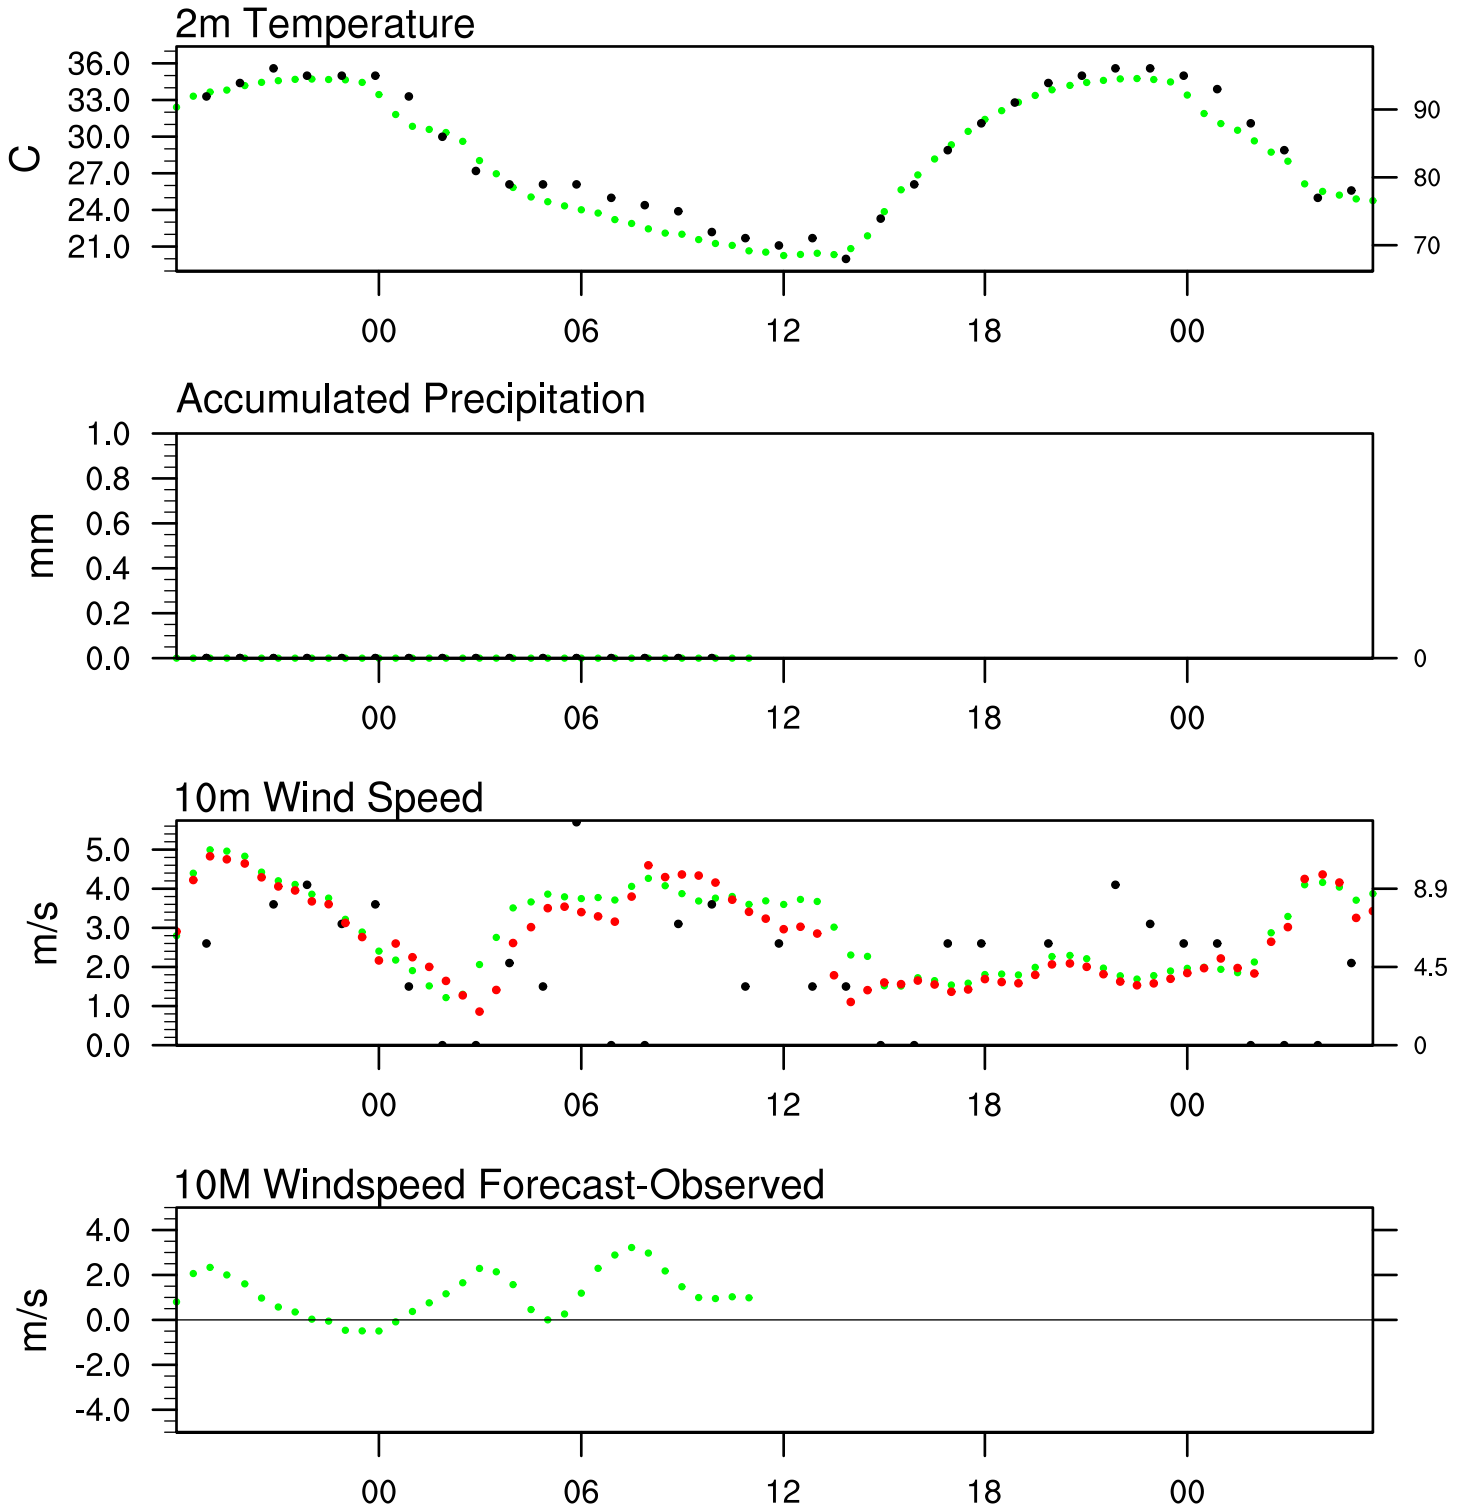 2m Temperature
36.0
33.0
90
30.0
C
27.0
80
24.0
21.0
70
00 06 12 18 00
Accumulated Precipitation
1.0
0.8
0.6
mm
0.4
0.2
0.0
0
00 06 12 18 00
10m Wind Speed
5.0
4.0
8.9
3.0
m/s
2.0
4.5
1.0
0.0
0
00 06 12 18 00
10M Windspeed Forecast-Observed
4.0
2.0
0.0
m/s
-2.0
-4.0
00 06 12 18 00